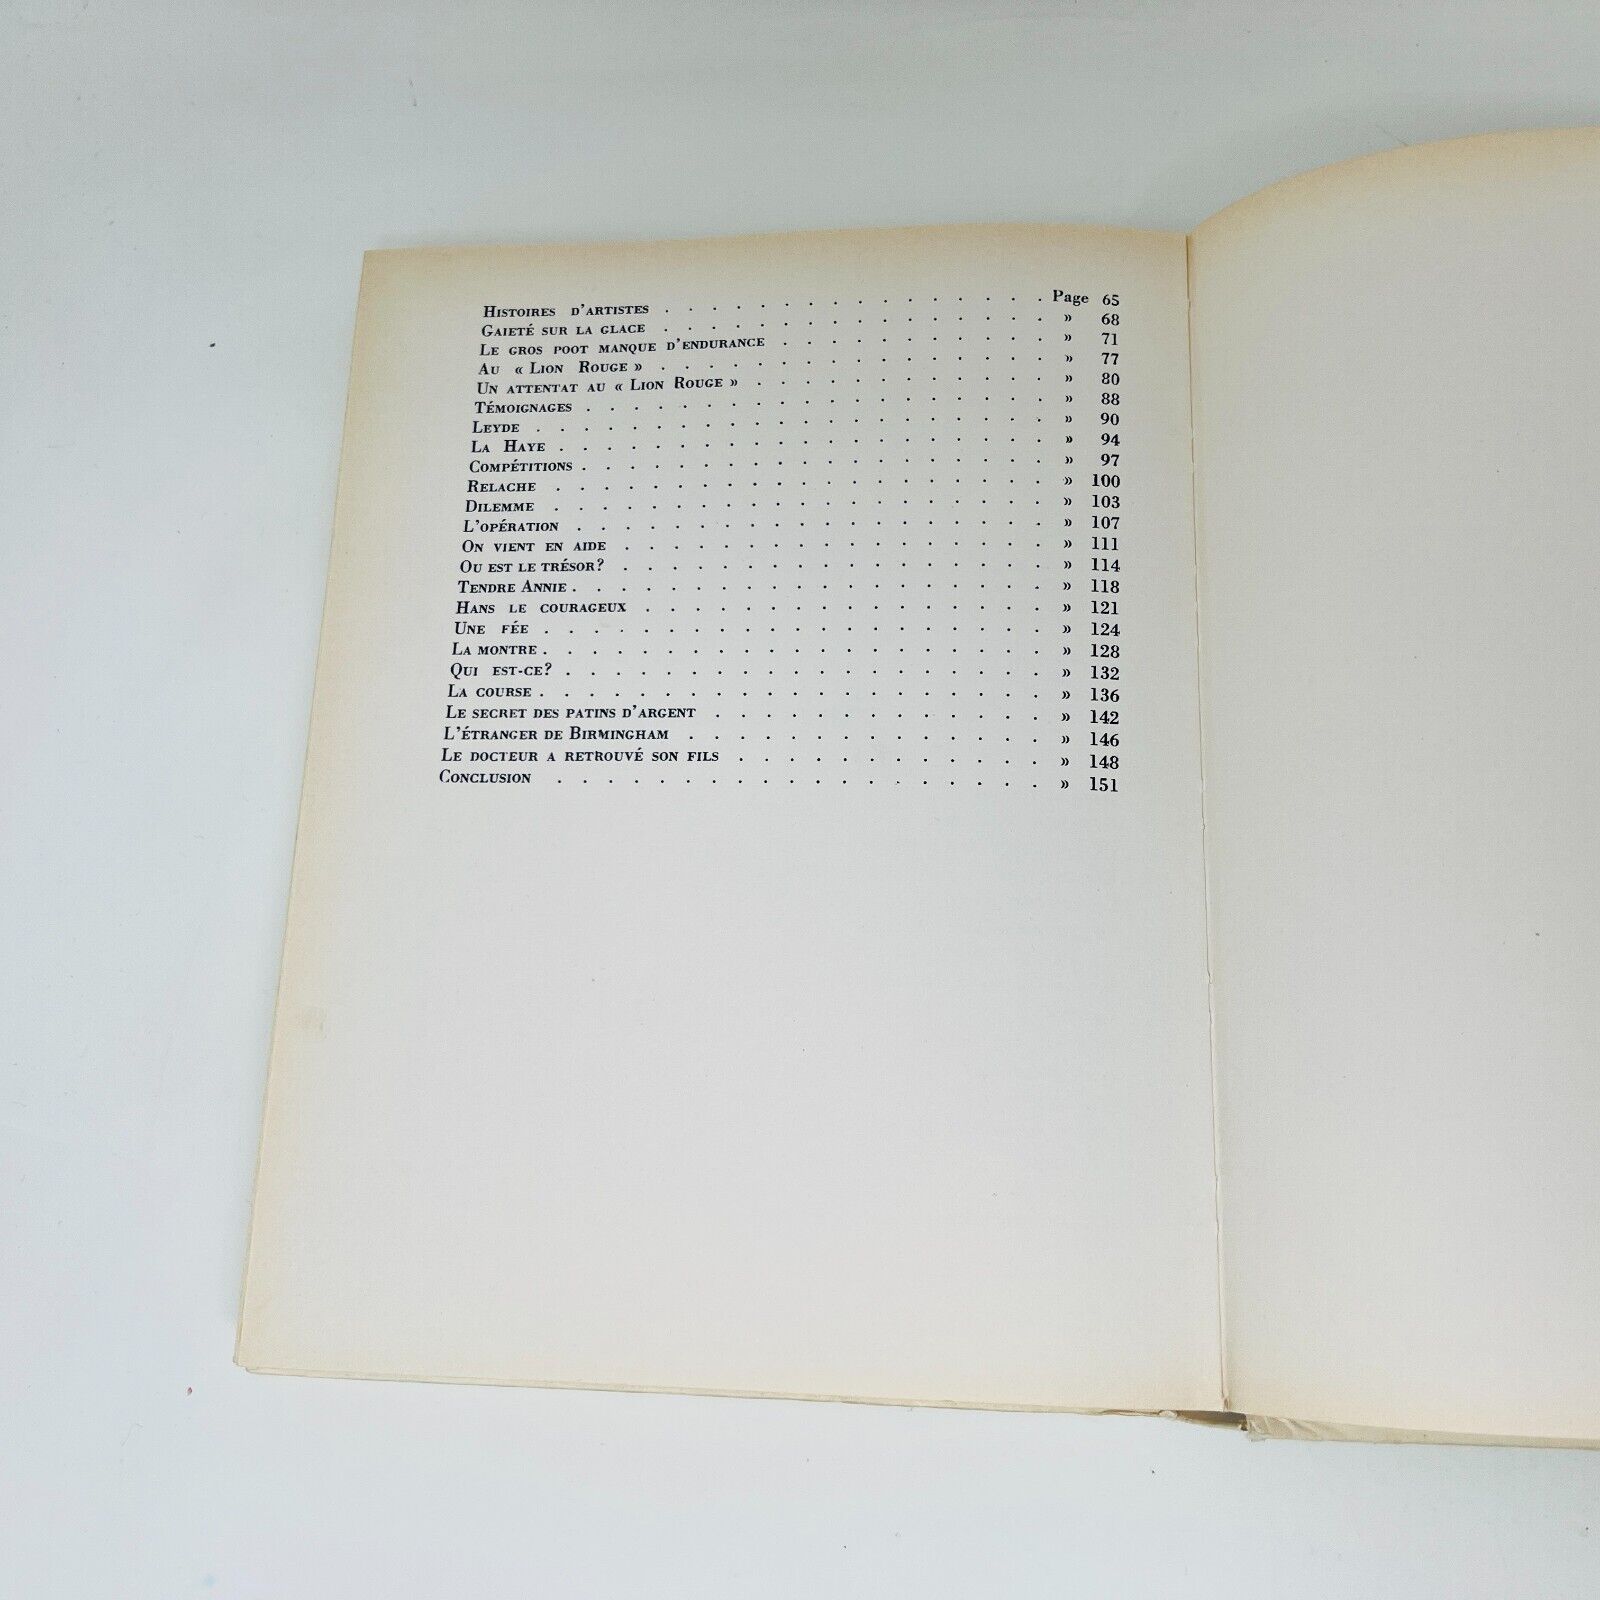 Histoires d'artistes . . . . . . . . . . . . . . . . Page 65
Gaieté sur la glace . . . . . . . . . . . . . . . . » 68
Le gros poot manque d'endurance . . . . . . . . . . . » 71
Au « Lion Rouge » . . . . . . . . . . . . . . . . » 77
Un attentat au « Lion Rouge » . . . . . . . . . . . . » 80
Témoignages . . . . . . . . . . . . . . . . . . . » 88
Leyde . . . . . . . . . . . . . . . . . . . . . » 90
La Haye . . . . . . . . . . . . . . . . . . . . » 94
Compétitions . . . . . . . . . . . . . . . . . . . » 97
Relache . . . . . . . . . . . . . . . . . . . . » 100
Dilemme . . . . . . . . . . . . . . . . . . . . » 103
L'opération . . . . . . . . . . . . . . . . . . . » 107
On vient en aide . . . . . . . . . . . . . . . . . » 111
Ou est le trésor? . . . . . . . . . . . . . . . . . » 114
Tendre Annie . . . . . . . . . . . . . . . . . . . » 118
Hans le courageux . . . . . . . . . . . . . . . . » 121
Une fée . . . . . . . . . . . . . . . . . . . . » 124
La montre . . . . . . . . . . . . . . . . . . . . » 128
Qui est-ce? . . . . . . . . . . . . . . . . . . . » 132
La course . . . . . . . . . . . . . . . . . . . . » 136
Le secret des patins d'argent . . . . . . . . . . . . . » 142
L'étranger de Birmingham . . . . . . . . . . . . . . » 146
Le docteur a retrouvé son fils . . . . . . . . . . . . » 148
Conclusion . . . . . . . . . . . . . . . . . . . » 151